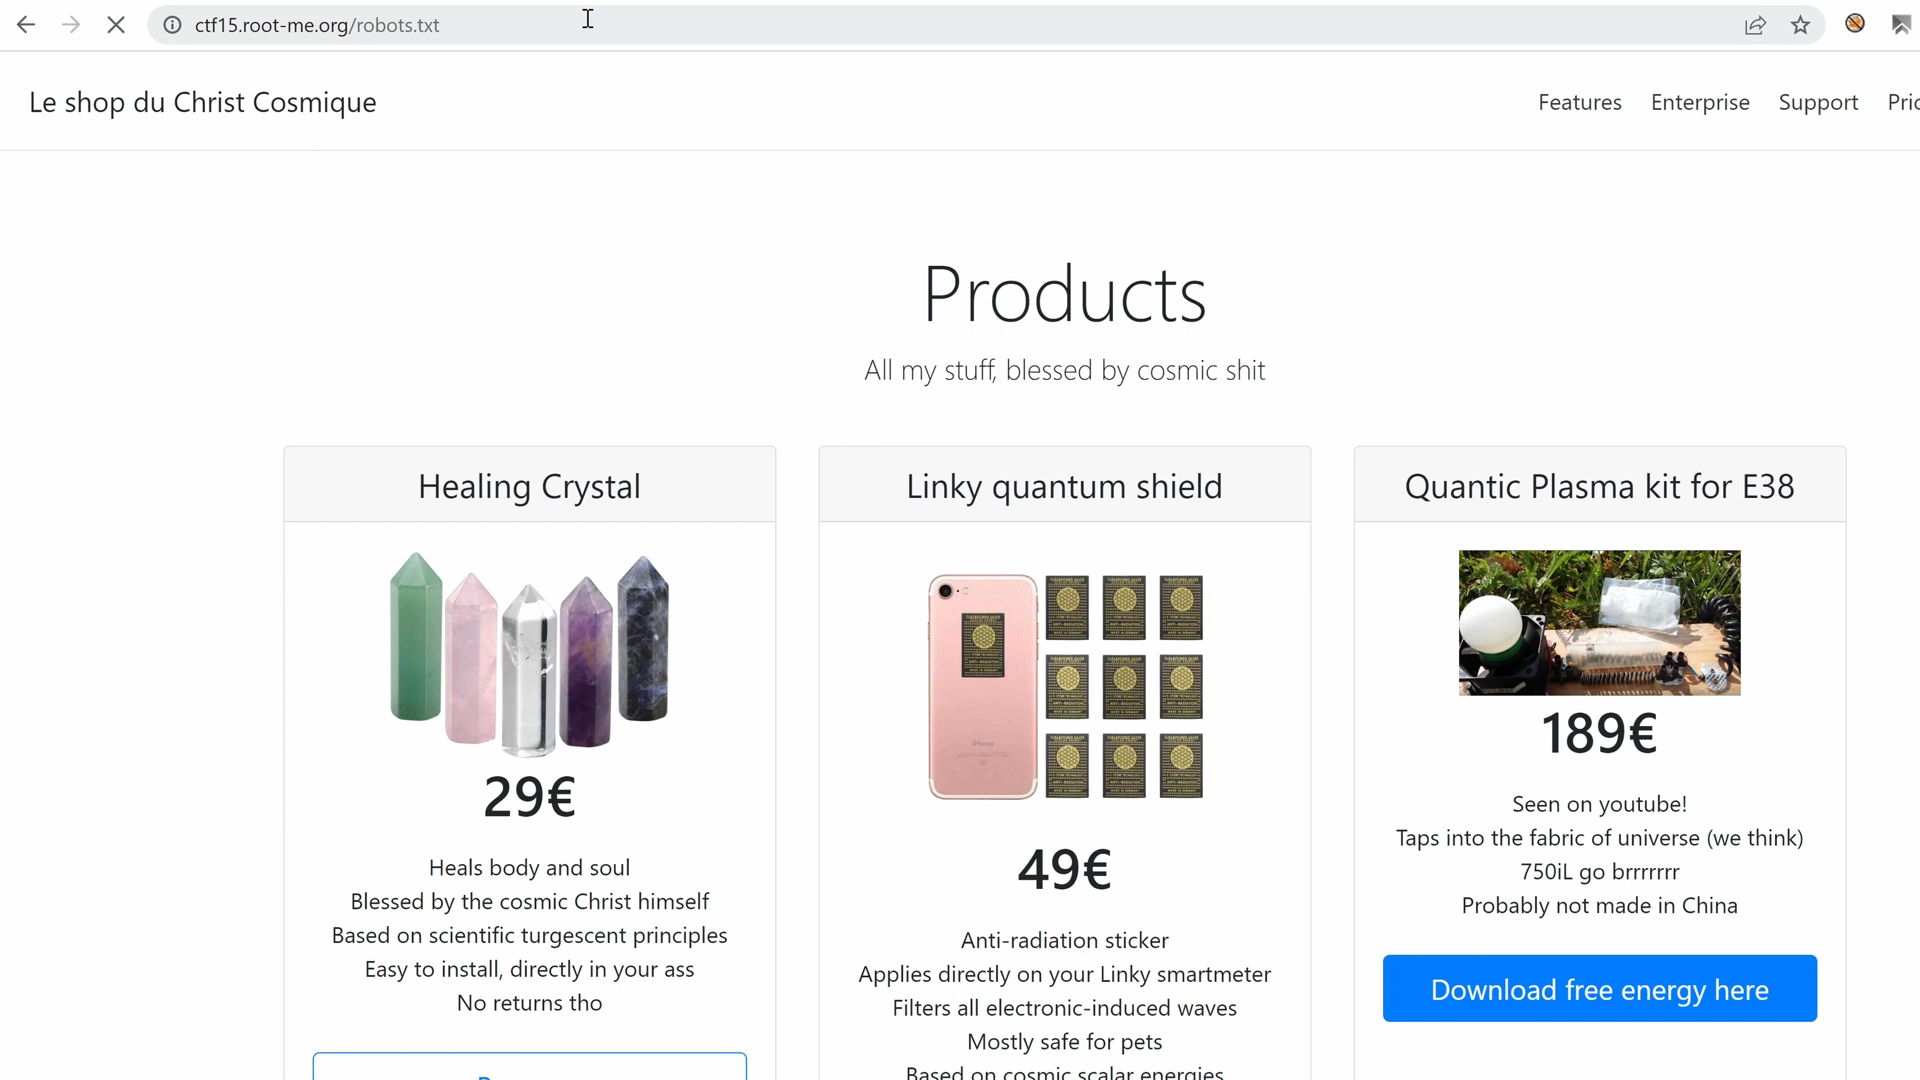 ctf15.root-me.org/robots.txt
Le shop du Christ Cosmique
Features Enterprise Support Pric
Products
All my stuff, blessed by cosmic shit
Healing Crystal
29€
Heals body and soul
Blessed by the cosmic Christ himself
Based on scientific turgescent principles
Easy to install, directly in your ass
No returns tho
Linky quantum shield
iPhone
49€
Anti-radiation sticker
Applies directly on your Linky smartmeter
Filters all electronic-induced waves
Mostly safe for pets
Based on cosmic scalar energies
Quantic Plasma kit for E38
189€
Seen on youtube!
Taps into the fabric of universe (we think)
750iL go brrrrrrr
Probably not made in China
Download free energy here